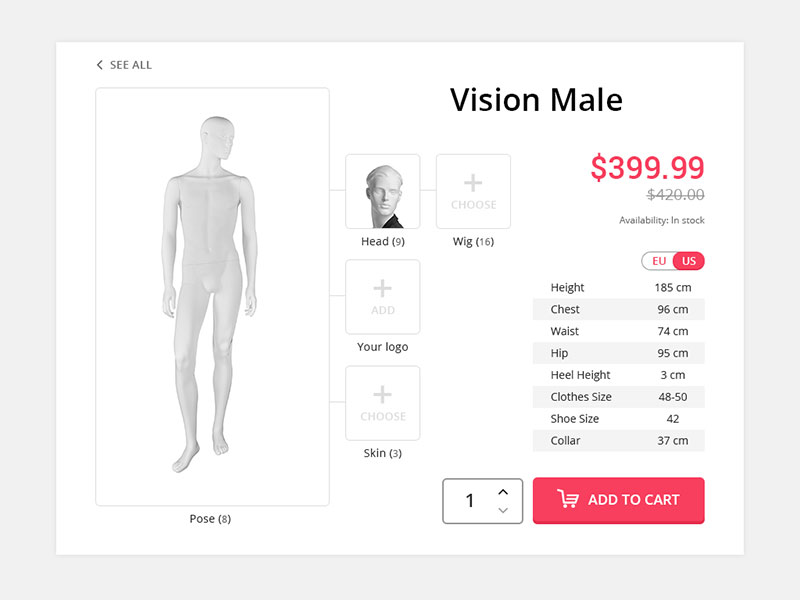 SEE ALL
Vision Male
$399.99
$420.00
Availability: In stock
CHOOSE
Head (9)
Wig (16)
ADD
Your logo
CHOOSE
Skin (3)
Pose (8)
EU US
Height 185 cm
Chest 96 cm
Waist 74 cm
Hip 95 cm
Heel Height 3 cm
Clothes Size 48-50
Shoe Size 42
Collar 37 cm
1
ADD TO CART